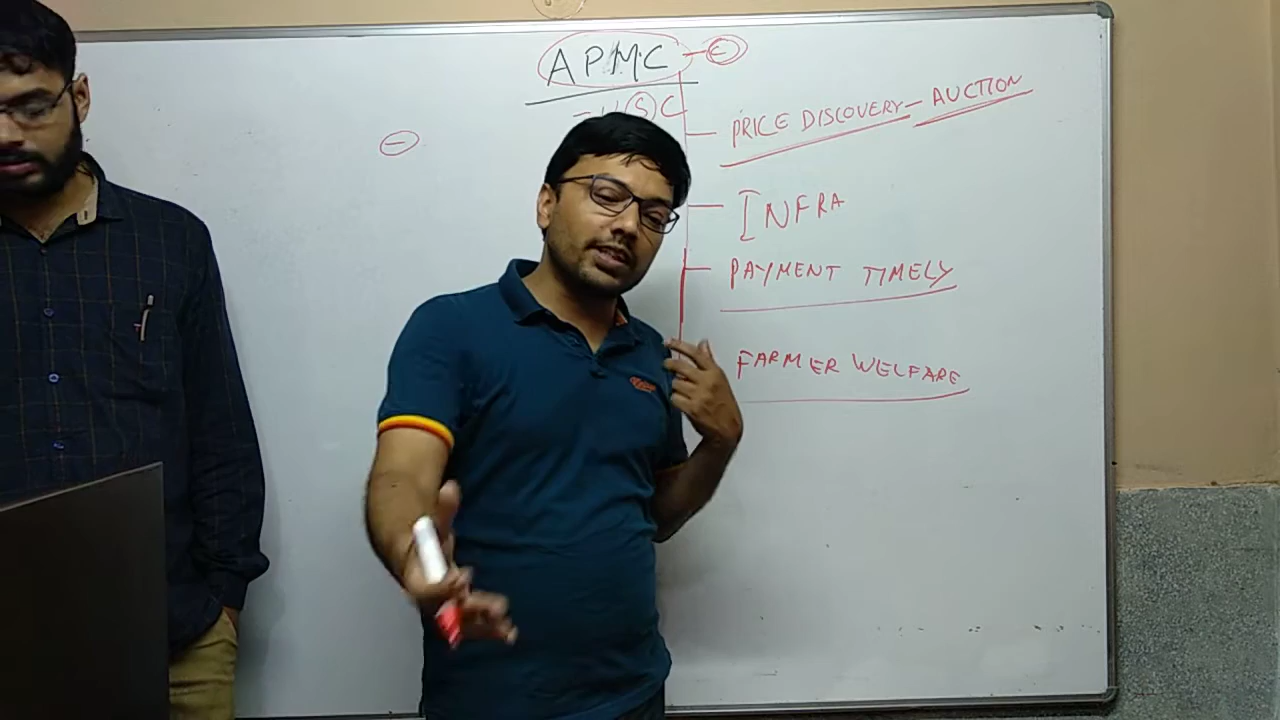 APMC
PRICE DISCOVERY - AUCTION
INFRA
PAYMENT TIMELY
FARMER WELFARE